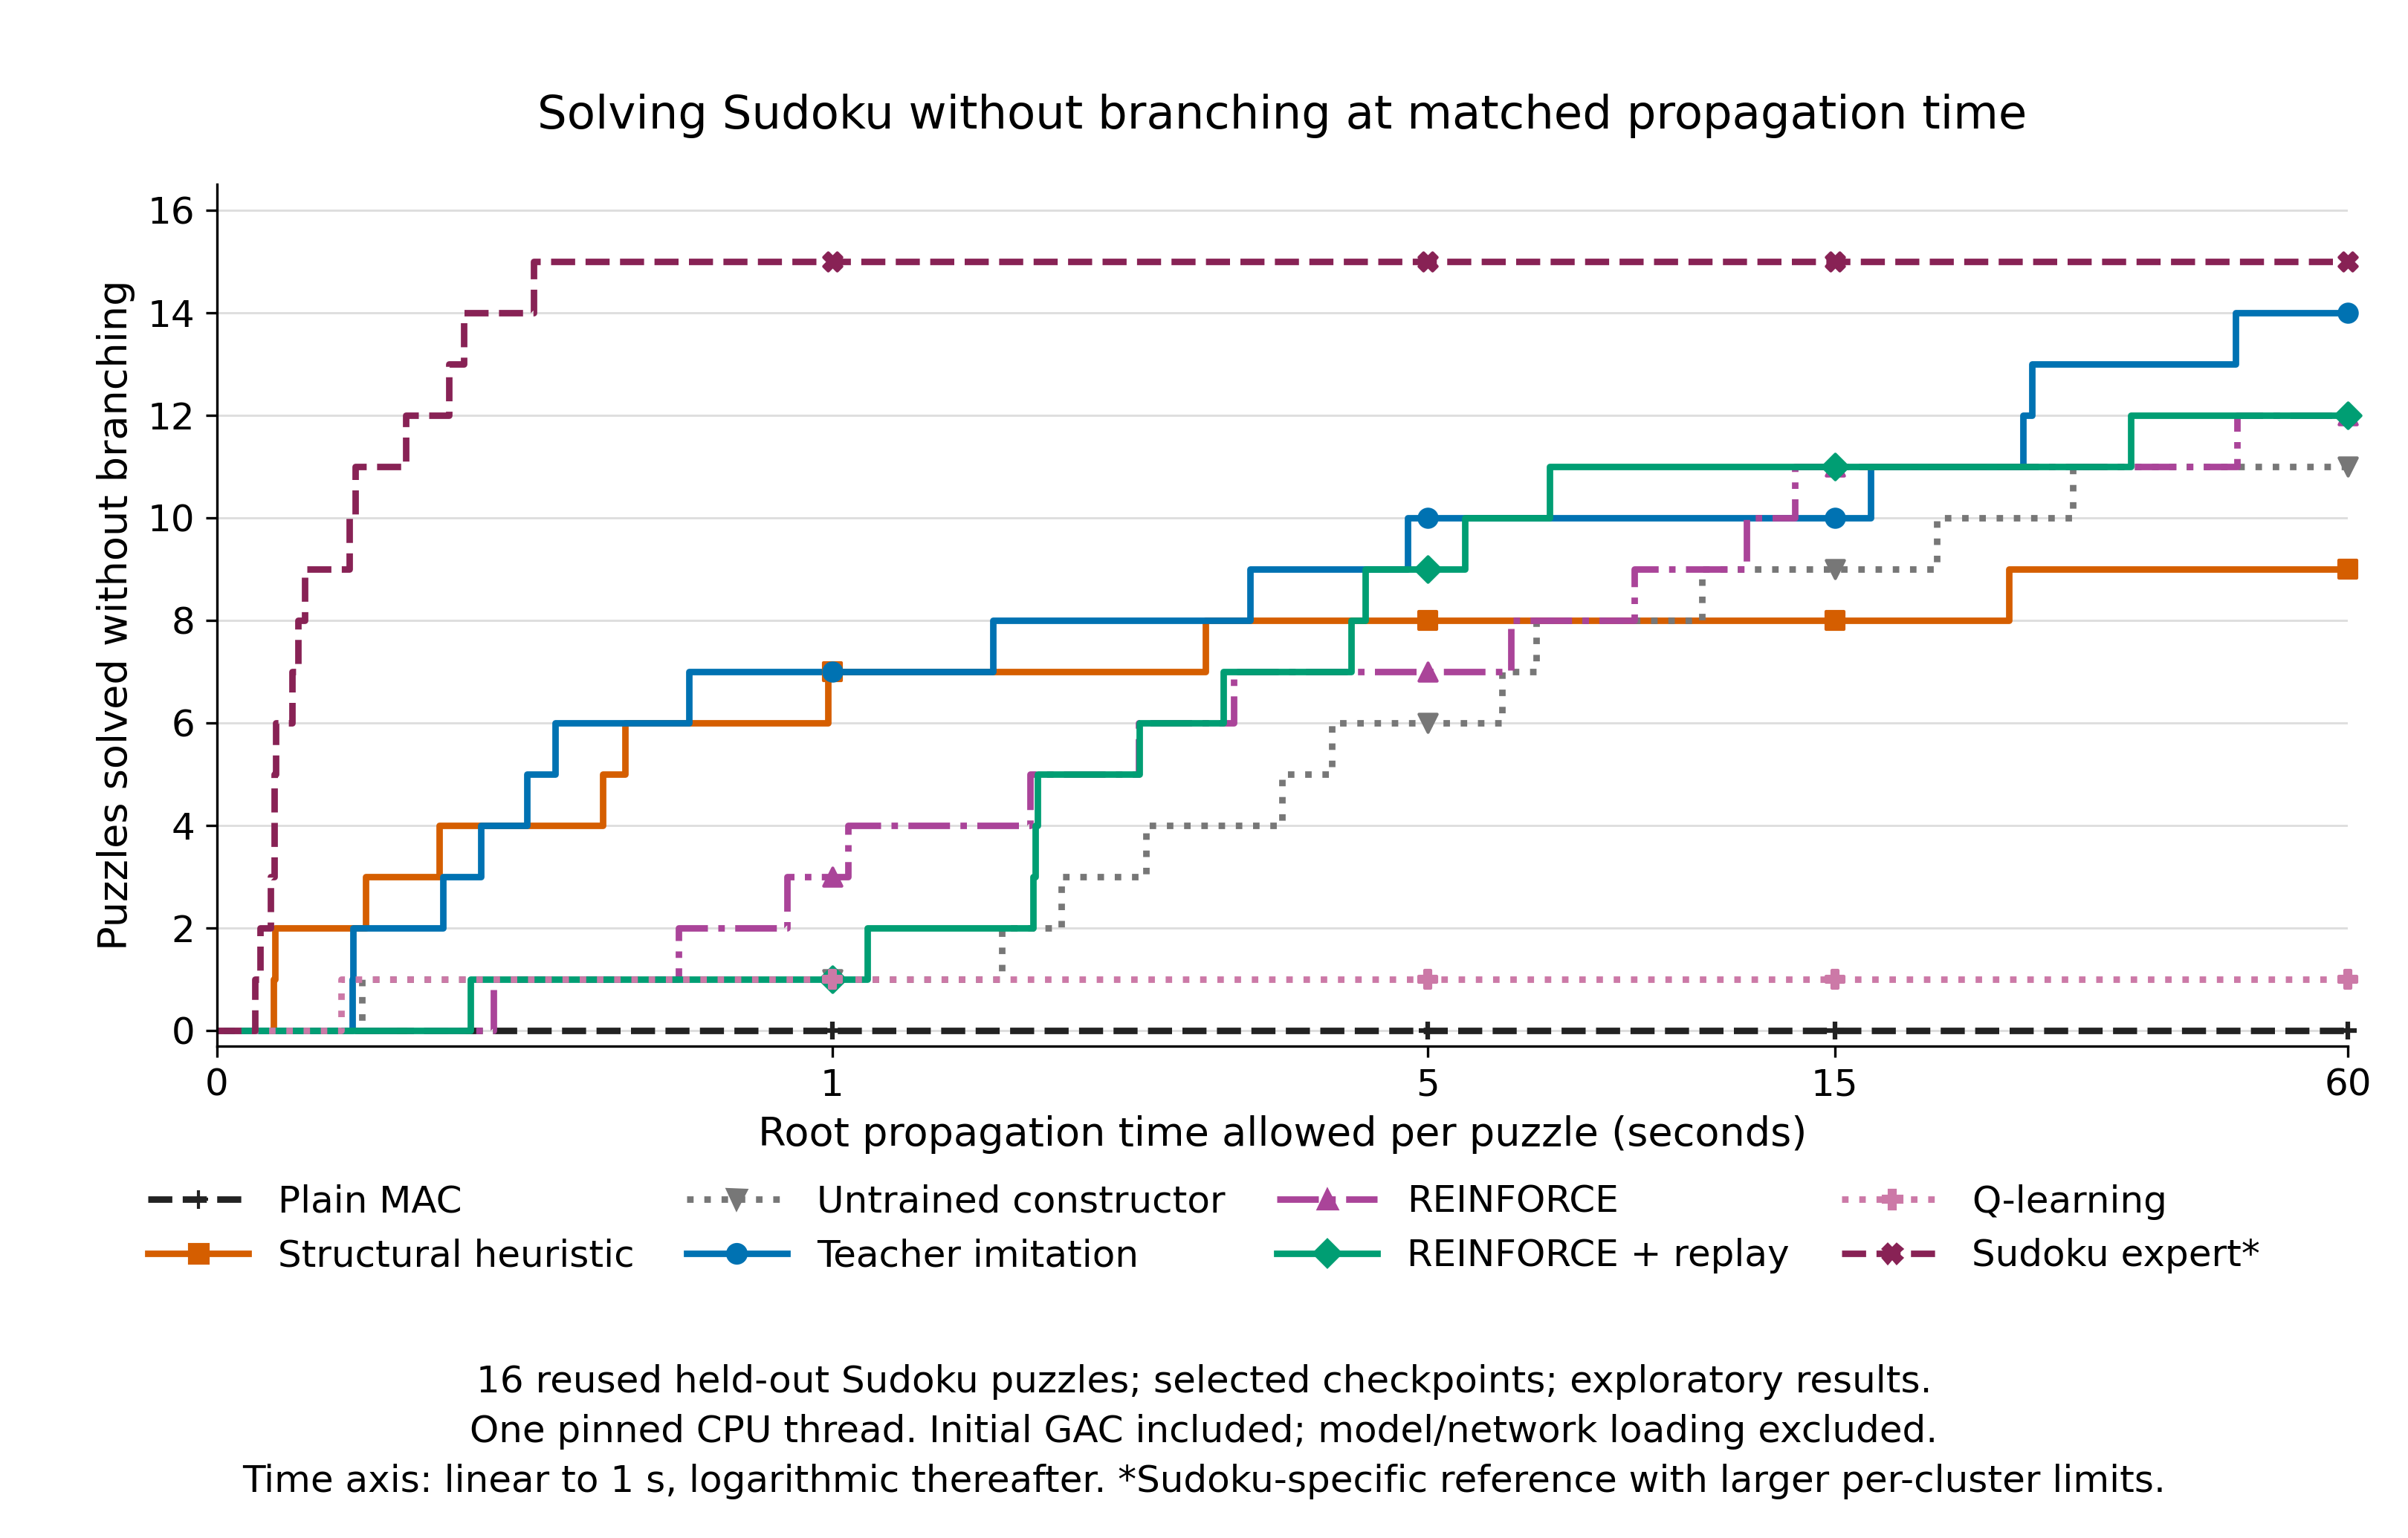 Solving Sudoku without branching at matched propagation time
Puzzles solved without branching
16
14
12
10
8
6
4
2
0
0 1 5 15 60
Root propagation time allowed per puzzle (seconds)
Plain MAC Untrained constructor REINFORCE Q-learning
Structural heuristic Teacher imitation REINFORCE + replay Sudoku expert*
16 reused held-out Sudoku puzzles; selected checkpoints; exploratory results.
One pinned CPU thread. Initial GAC included; model/network loading excluded.
Time axis: linear to 1 s, logarithmic thereafter. *Sudoku-specific reference with larger per-cluster limits.